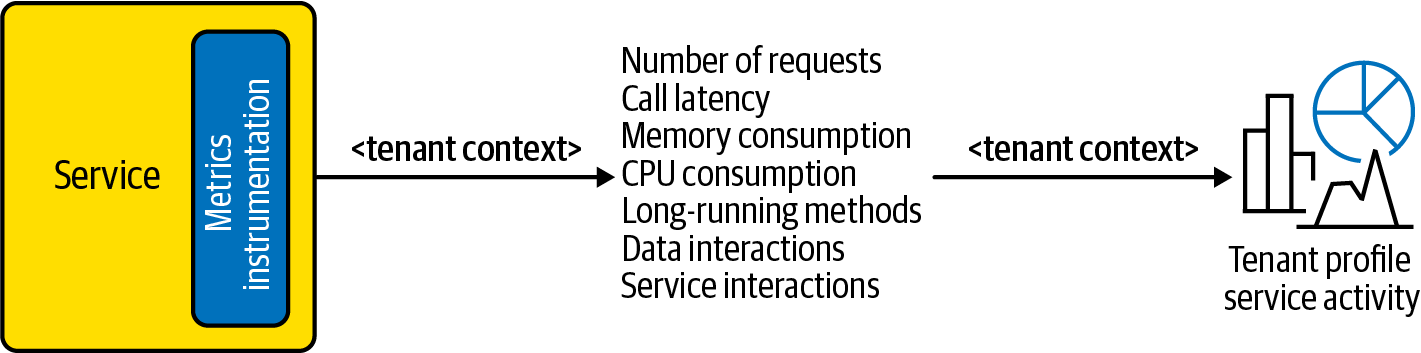 Service
Metrics
instrumentation
<tenant context>
Number of requests
Call latency
Memory consumption
CPU consumption
Long-running methods
Data interactions
Service interactions
<tenant context>
Tenant profile
service activity